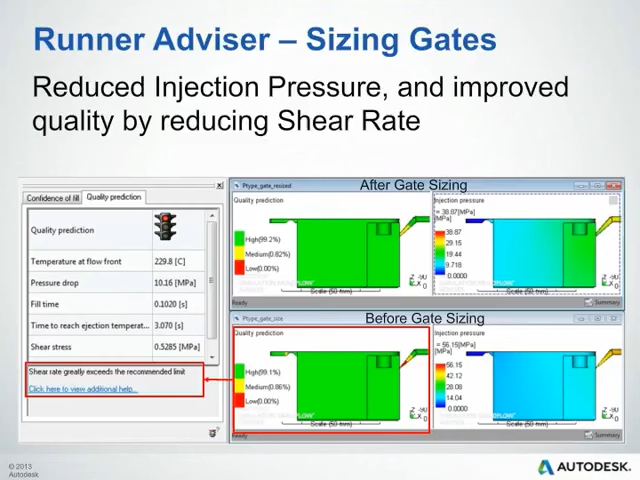 Runner Adviser – Sizing Gates
Reduced Injection Pressure, and improved
quality by reducing Shear Rate
Confidence of fill
Quality prediction
Quality prediction
Temperature at flow front 229.8 [C]
Pressure drop 10.16 [MPa]
Fill time 0.1020 [s]
Time to reach ejection temperat... 3.070 [s]
Shear stress 0.5285 [MPa]
Shear rate greatly exceeds the recommended limit
Click here to view additional help...
Ptype_gate_resized
After Gate Sizing
Quality prediction
High(99.2%)
Medium(0.82%)
Low(0.00%)
Scale (50 mm)
Injection pressure
= 38.87[MPa]
[MPa]
38.87
29.15
19.44
9.718
0.0000
Scale (50 mm)
Ready
Summary
Ptype_gate_size
Before Gate Sizing
Quality prediction
High(99.1%)
Medium(0.86%)
Low(0.00%)
Scale (50 mm)
Injection pressure
= 56.15[MPa]
[MPa]
56.15
42.12
28.08
14.04
0.0000
Scale (50 mm)
Ready
Summary
© 2013
Autodesk
AUTODESK.